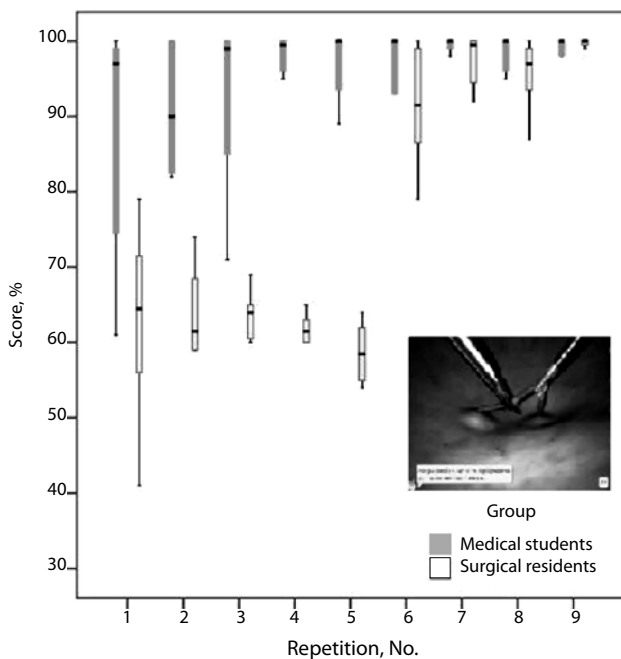 100
90
80
70
60
50
40
30
Score, %
1 2 3 4 5 6 7 8 9
Repetition, No.
Group
Medical students
Surgical residents